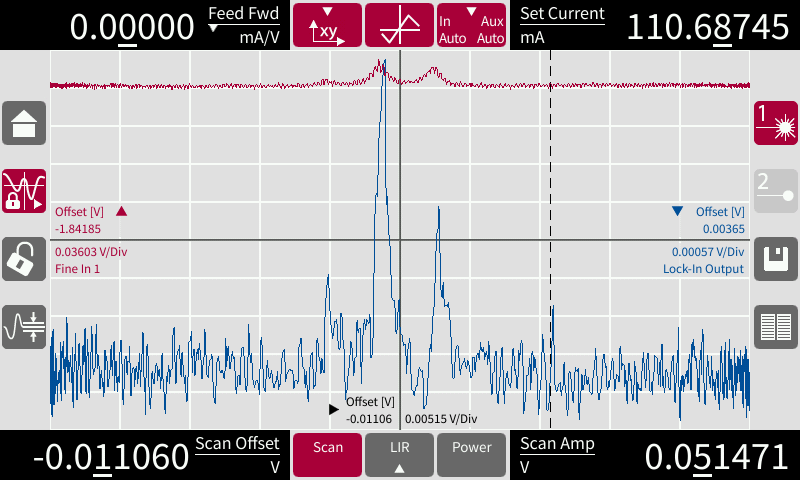 0.00000 Feed Fwd mA/V
xy
In Aux
Auto Auto
Set Current mA 110.68745
1
2
Offset [V]
-1.84185
0.03603 V/Div
Fine In 1
Offset [V]
0.00365
0.00057 V/Div
Lock-In Output
Offset [V]
-0.01106 0.00515 V/Div
-0.011060 Scan Offset V
Scan
LIR
Power
Scan Amp V 0.051471